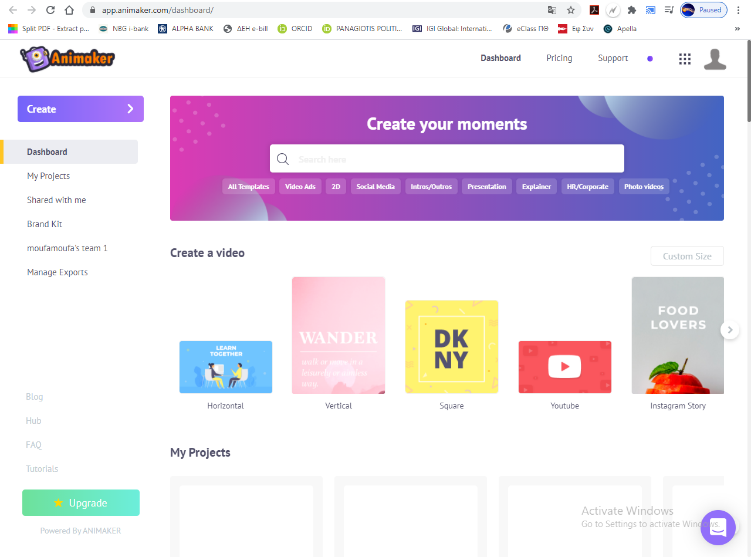 app.animaker.com/dashboard/
Paused
Split PDF - Extract p...
NBG i-bank
ALPHA BANK
ΔΕΗ e-bill
ORCID
PANAGIOTIS POLITI...
IGI Global: Internati...
eClass ΠΘ
Εφ Συν
Apella
»
Animaker
Dashboard
Pricing
Support
Create
Dashboard
My Projects
Shared with me
Brand Kit
moufamoufa's team 1
Manage Exports
Blog
Hub
FAQ
Tutorials
Upgrade
Powered By ANIMAKER
Create your moments
Search here
All Templates
Video Ads
2D
Social Media
Intros/Outros
Presentation
Explainer
HR/Corporate
Photo videos
Create a video
Custom Size
LEARN
TOGETHER
WANDER
DK
NY
FOOD
LOVERS
Horizontal
Vertical
Square
Youtube
Instagram Story
My Projects
Activate Windows
Go to Settings to activate Windows.